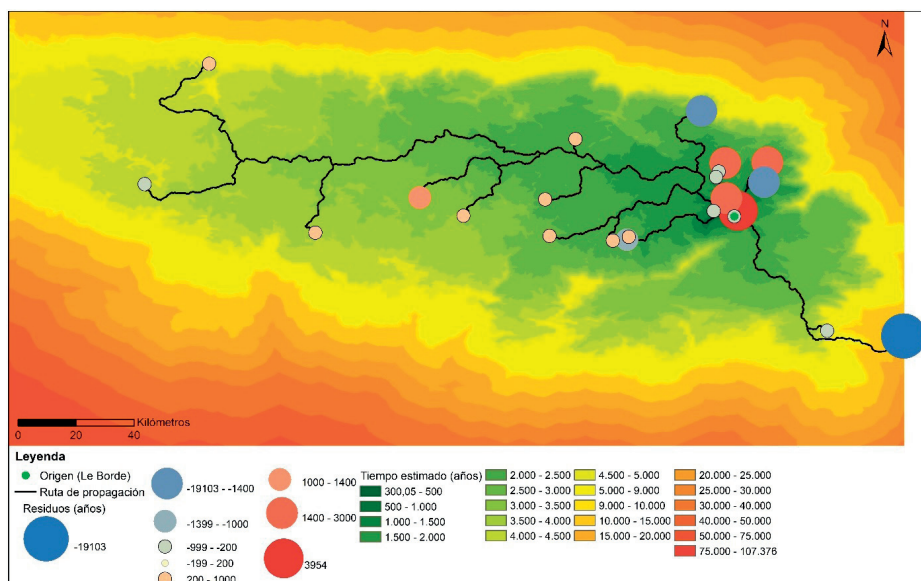 N
0 20 40 Kilómetros
Leyenda
Origen (Le Borde)
Ruta de propagación
Residuos (años)
-19103
-19103 - -1400
-1399 - -1000
-999 - -200
-199 - 200
200 - 1000
1000 - 1400
1400 - 3000
3954
Tiempo estimado (años)
300,05 - 500
500 - 1.000
1.000 - 1.500
1.500 - 2.000
2.000 - 2.500
2.500 - 3.000
3.000 - 3.500
3.500 - 4.000
4.000 - 4.500
4.500 - 5.000
5.000 - 9.000
9.000 - 10.000
10.000 - 15.000
15.000 - 20.000
20.000 - 25.000
25.000 - 30.000
30.000 - 40.000
40.000 - 50.000
50.000 - 75.000
75.000 - 107.376